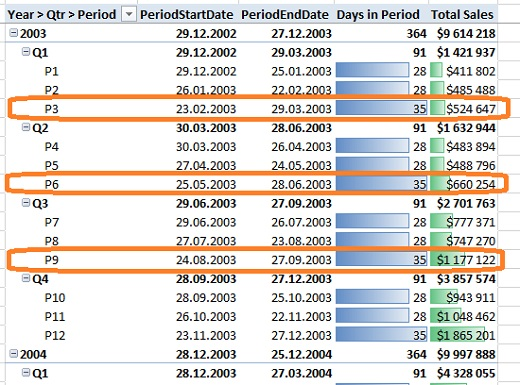 Year > Qtr > Period PeriodStartDate PeriodEndDate Days in Period Total Sales
2003 29.12.2002 27.12.2003 364 $9 614 218
Q1 29.12.2002 29.03.2003 91 $1 421 937
P1 29.12.2002 25.01.2003 28 $411 802
P2 26.01.2003 22.02.2003 28 $485 488
P3 23.02.2003 29.03.2003 35 $524 647
Q2 30.03.2003 28.06.2003 91 $1 632 944
P4 30.03.2003 26.04.2003 28 $483 894
P5 27.04.2003 24.05.2003 28 $488 796
P6 25.05.2003 28.06.2003 35 $660 254
Q3 29.06.2003 27.09.2003 91 $2 701 763
P7 29.06.2003 26.07.2003 28 $777 371
P8 27.07.2003 23.08.2003 28 $747 270
P9 24.08.2003 27.09.2003 35 $1 177 122
Q4 28.09.2003 27.12.2003 91 $3 857 574
P10 28.09.2003 25.10.2003 28 $943 911
P11 26.10.2003 22.11.2003 28 $1 048 462
P12 23.11.2003 27.12.2003 35 $1 865 201
2004 28.12.2003 25.12.2004 364 $9 997 888
Q1 28.12.2003 27.03.2004 91 $4 328 055